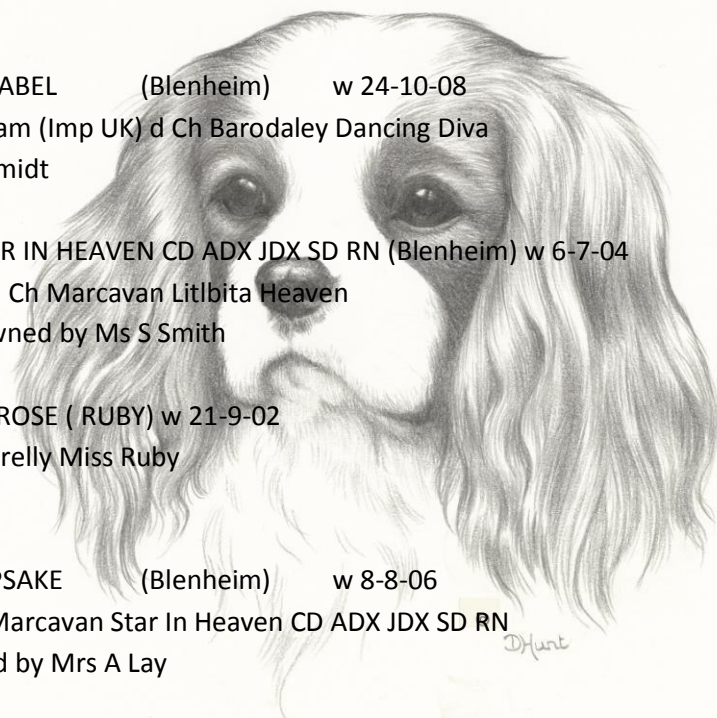 ABEL (Blenheim) w 24-10-08
am (Imp UK) d Ch Barodaley Dancing Diva
midt
R IN HEAVEN CD ADX JDX SD RN (Blenheim) w 6-7-04
Ch Marcavan Litlbita Heaven
wned by Ms S Smith
ROSE ( RUBY) w 21-9-02
relly Miss Ruby
PSAKE (Blenheim) w 8-8-06
Marcavan Star In Heaven CD ADX JDX SD RN
d by Mrs A Lay
DHunt